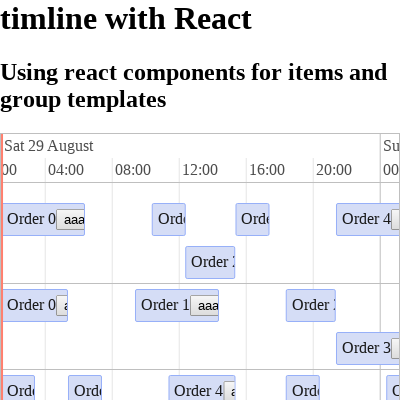 timline with React
Using react components for items and
group templates
Sat 29 August Su
00 04:00 08:00 12:00 16:00 20:00 00
Order 0 aaa Orde Orde Order 4
Order 2
Order 0 a Order 1 aaa Order 2
Order 3
Orde Orde Order 4 a Orde O